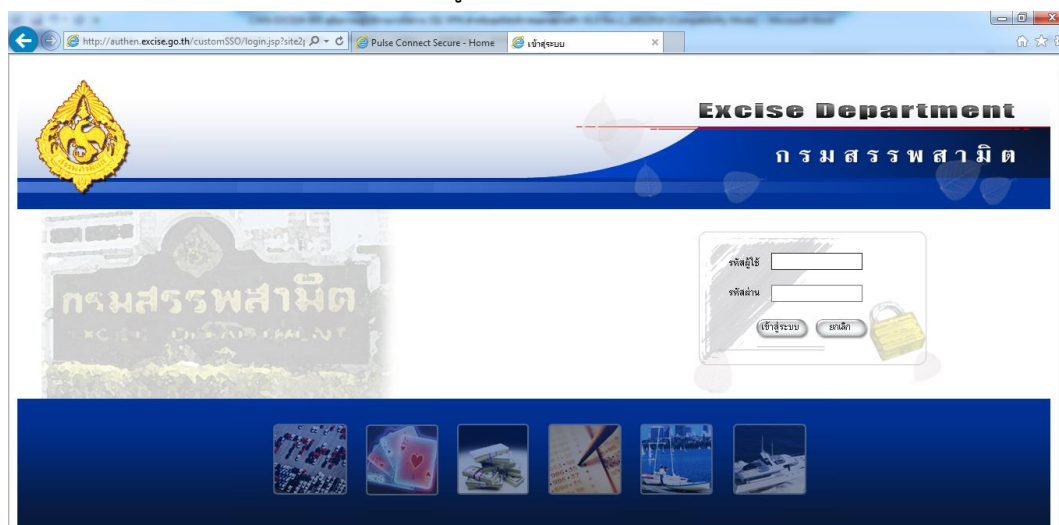 http://authen.excise.go.th/customSSO/login.jsp?site2
Pulse Connect Secure - Home
เข้าสู่ระบบ
Excise Department
กรมสรรพสามิต
กรมสรรพสามิต
รหัสผู้ใช้
รหัสผ่าน
เข้าสู่ระบบ
ยกเลิก